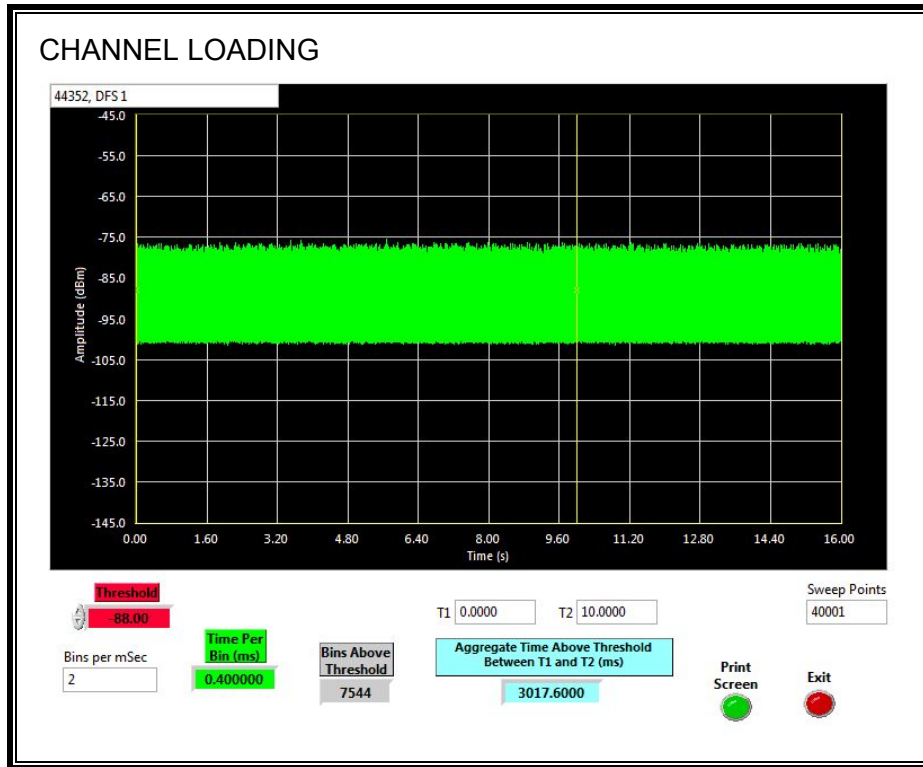 CHANNEL LOADING
44352, DFS 1
-45.0
-55.0
-65.0
-75.0
-85.0
-95.0
-105.0
-115.0
-125.0
-135.0
-145.0
Amplitude (dBm)
0.00 1.60 3.20 4.80 6.40 8.00 9.60 11.20 12.80 14.40 16.00
Time (s)
Threshold
-88.00
Bins per mSec
2
Time Per
Bin (ms)
0.400000
Bins Above
Threshold
7544
T1 0.0000 T2 10.0000
Aggregate Time Above Threshold
Between T1 and T2 (ms)
3017.6000
Sweep Points
40001
Print
Screen
Exit